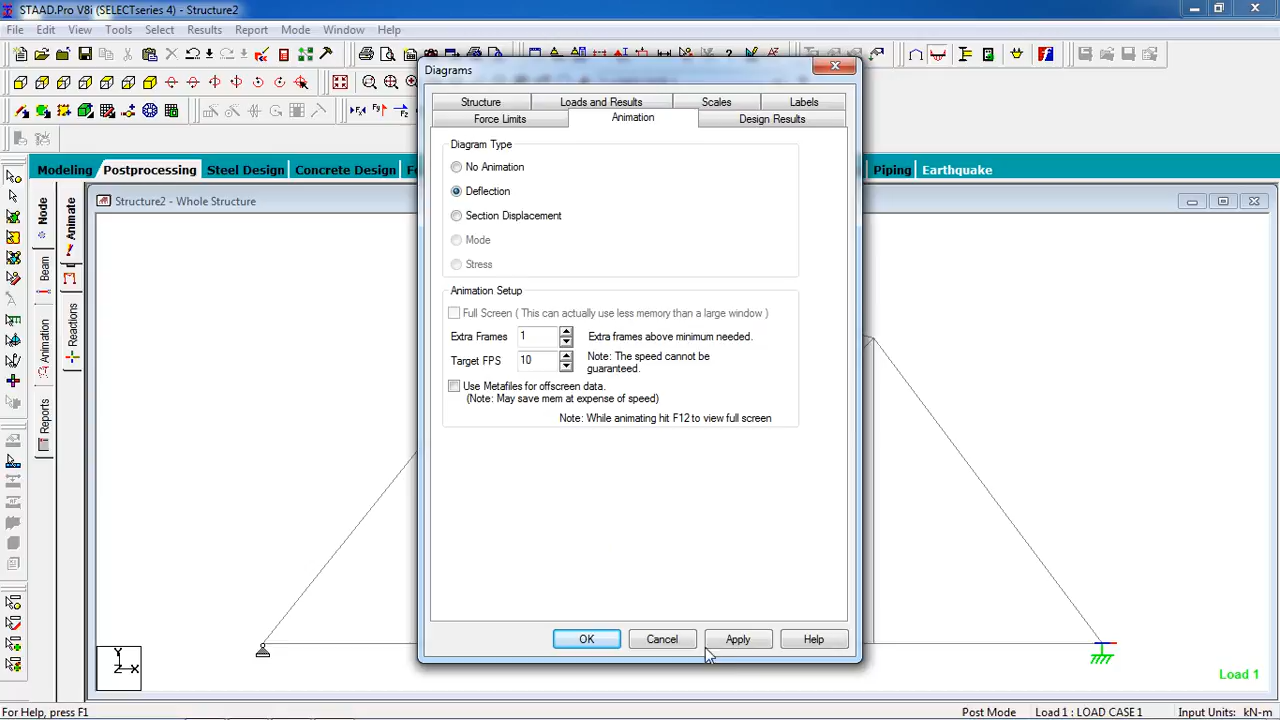 STAAD.Pro V8i (SELECTseries 4) - Structure2
File Edit View Tools Select Results Report Mode Window Help
Diagrams
Structure Loads and Results Scales Labels
Force Limits Animation Design Results
Modeling Postprocessing Steel Design Concrete Design Piping Earthquake
Structure2 - Whole Structure
Node
Beam
Animation
Reports
Animate
Reactions
Diagram Type
No Animation
Deflection
Section Displacement
Mode
Stress
Animation Setup
Full Screen ( This can actually use less memory than a large window )
Extra Frames 1 Extra frames above minimum needed.
Target FPS 10 Note: The speed cannot be
guaranteed.
Use Metafiles for offscreen data.
(Note: May save mem at expense of speed)
Note: While animating hit F12 to view full screen
OK Cancel Apply Help
Y
Z X
Load 1
For Help, press F1 Post Mode Load 1 : LOAD CASE 1 Input Units: kN-m